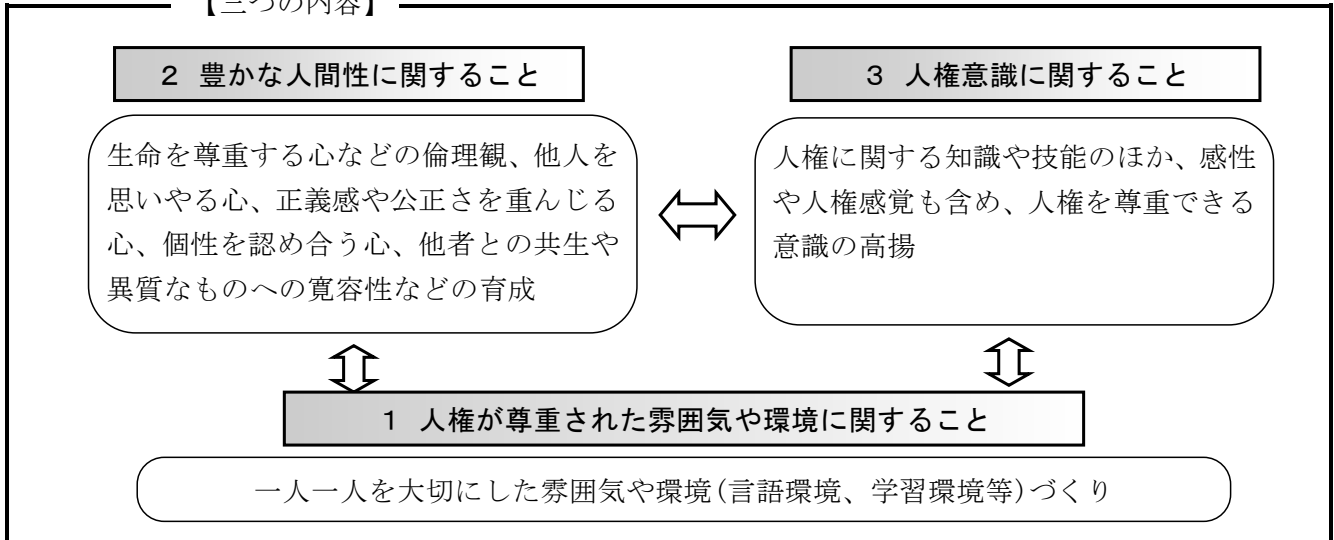 【三つの内容】
２ 豊かな人間性に関すること
生命を尊重する心などの倫理観、他人を
思いやる心、正義感や公正さを重んじる
心、個性を認め合う心、他者との共生や
異質なものへの寛容性などの育成
３ 人権意識に関すること
人権に関する知識や技能のほか、感性
や人権感覚も含め、人権を尊重できる
意識の高揚
１ 人権が尊重された雰囲気や環境に関すること
一人一人を大切にした雰囲気や環境(言語環境、学習環境等)づくり